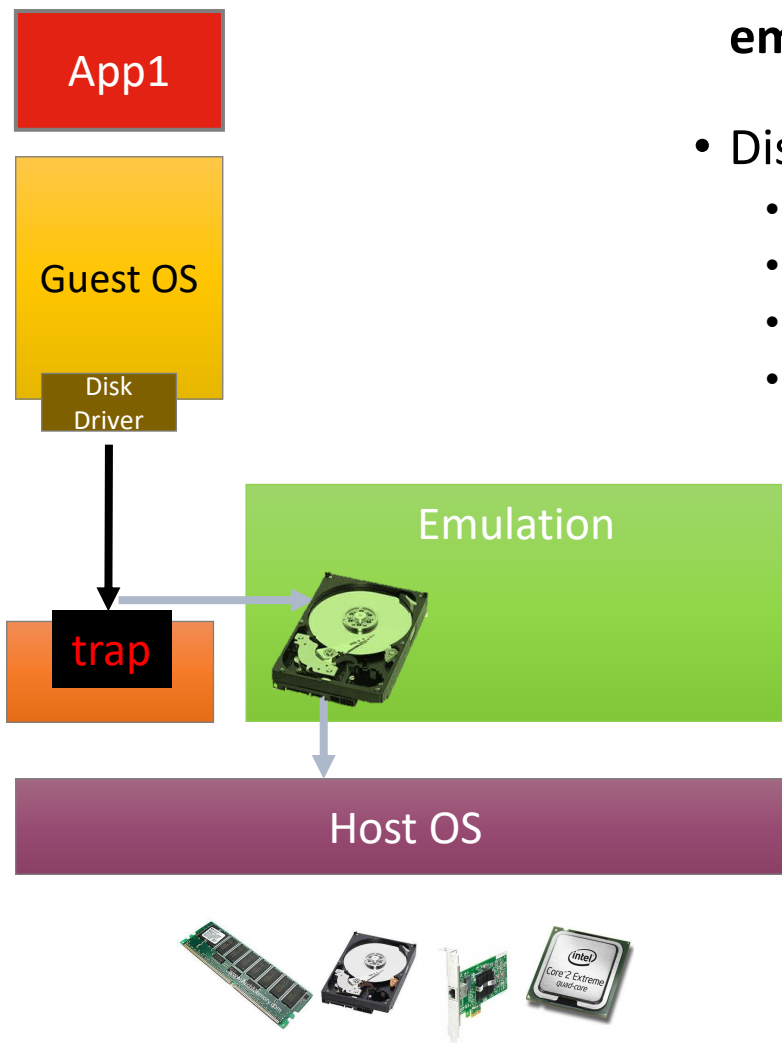 App1
em
• Dis
•
•
•
•
Guest OS
Disk
Driver
Emulation
trap
Host OS
intel
Core 2 Extreme
quad-core